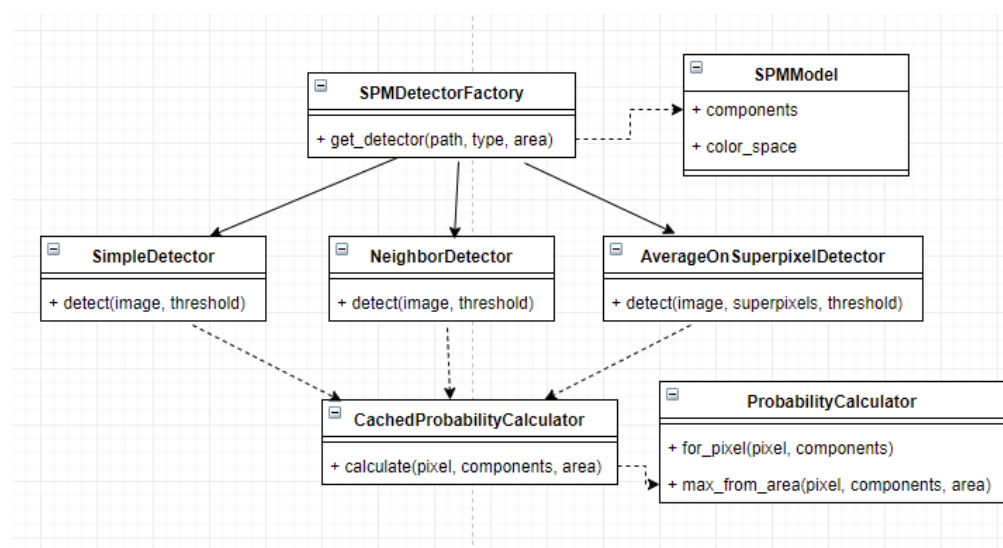 SPMDetectorFactory
+ get_detector(path, type, area)
SPMModel
+ components
+ color_space
SimpleDetector
+ detect(image, threshold)
NeighborDetector
+ detect(image, threshold)
AverageOnSuperpixelDetector
+ detect(image, superpixels, threshold)
CachedProbabilityCalculator
+ calculate(pixel, components, area)
ProbabilityCalculator
+ for_pixel(pixel, components)
+ max_from_area(pixel, components, area)